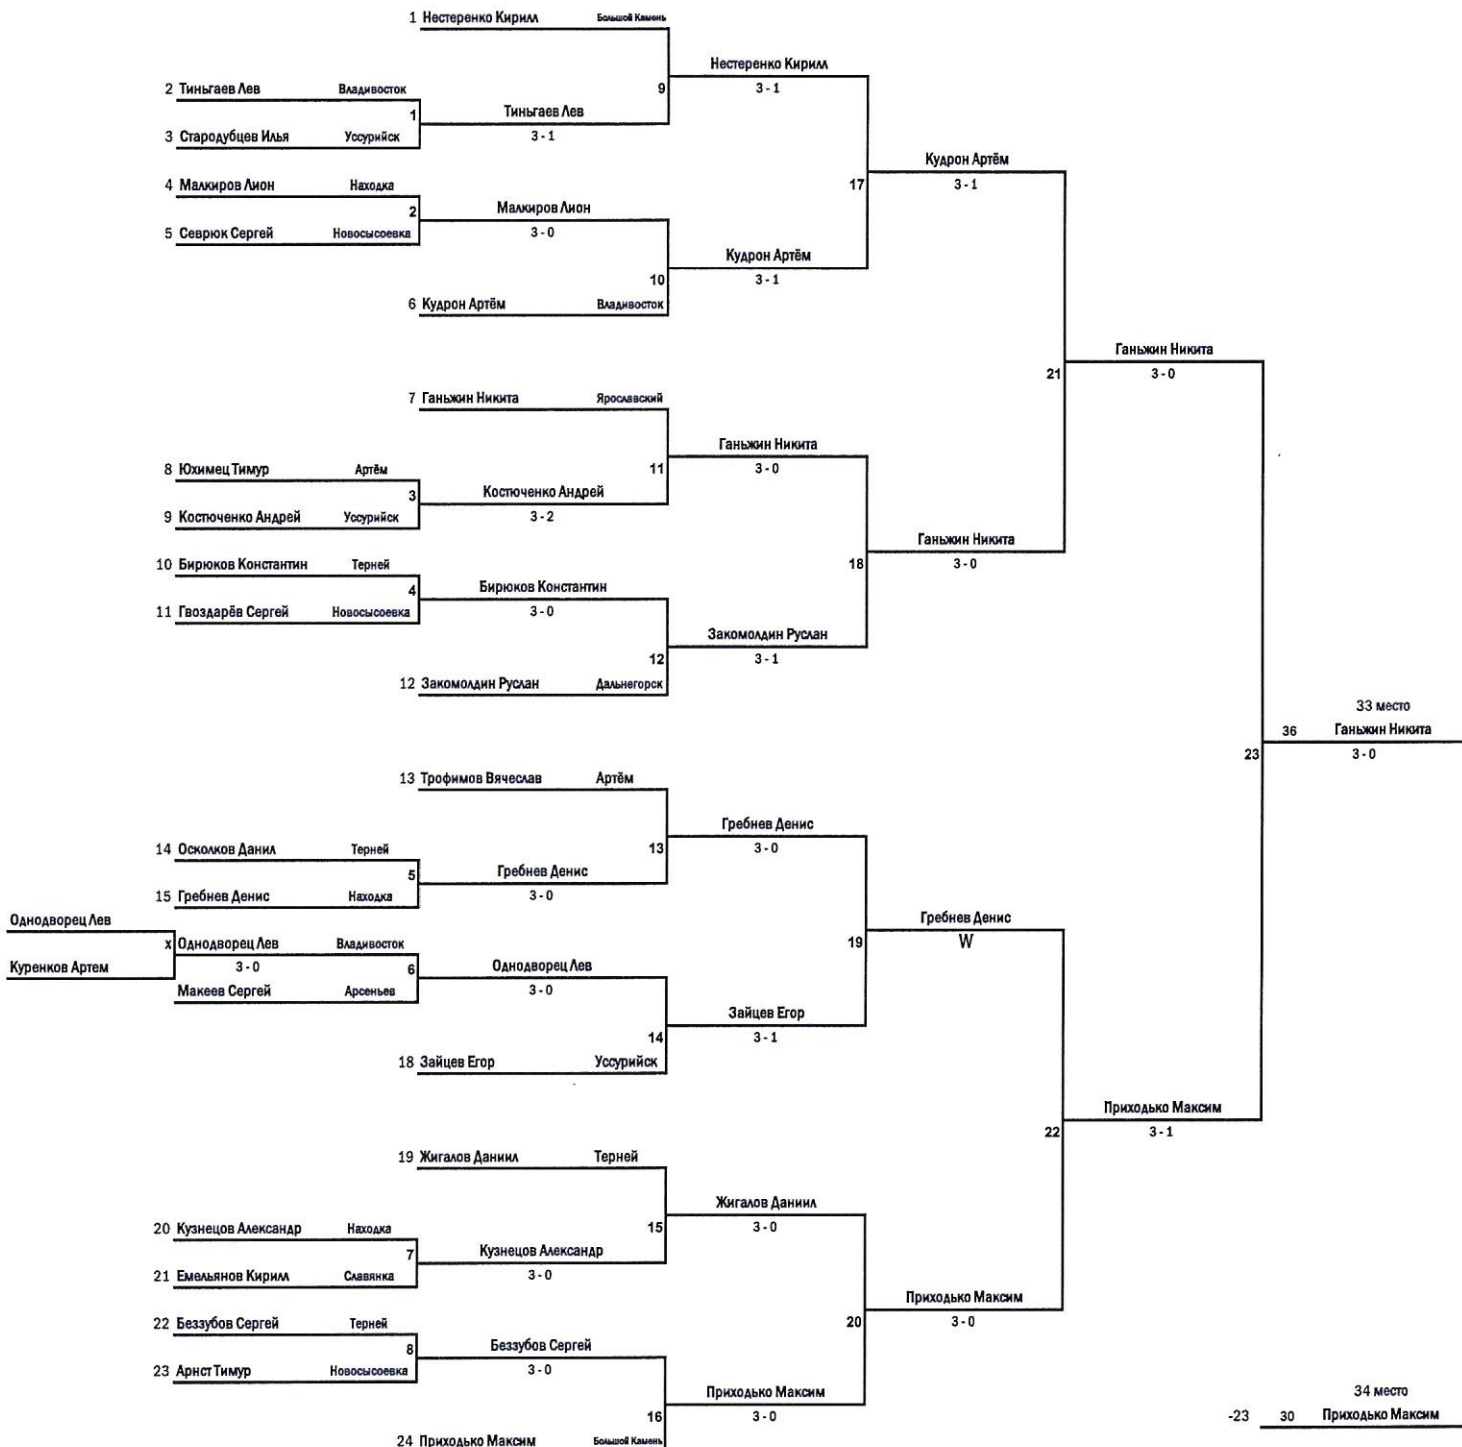 1 Нестеренко Кирилл Большой Камень
Нестеренко Кирилл
9 3 - 1
2 Тиньгаев Лев Владивосток
1 Тиньгаев Лев
3 Стародубцев Илья Уссурийск 3 - 1
Кудрон Артём
17 3 - 1
4 Малкиров Лион Находка
2 Малкиров Лион
5 Севрюк Сергей Новосысоевка 3 - 0
Кудрон Артём
10 3 - 1
6 Кудрон Артём Владивосток
Ганьжин Никита
21 3 - 0
7 Ганьжин Никита Ярославский
Ганьжин Никита
11 3 - 0
8 Юхимец Тимур Артём
3 Костюченко Андрей
9 Костюченко Андрей Уссурийск 3 - 2
Ганьжин Никита
18 3 - 0
10 Бирюков Константин Терней
4 Бирюков Константин
11 Гвоздарёв Сергей Новосысоевка 3 - 0
Закомолдин Руслан
12 3 - 1
12 Закомолдин Руслан Дальнегорск
33 место
36 Ганьжин Никита
23 3 - 0
13 Трофимов Вячеслав Артём
Гребнев Денис
13 3 - 0
14 Осколков Данил Терней
5 Гребнев Денис
15 Гребнев Денис Находка 3 - 0
Однодворец Лев
Гребнев Денис
19 W
x Однодворец Лев Владивосток
Куренков Артем 3 - 0
6 Однодворец Лев
Макеев Сергей Арсеньев 3 - 0
Зайцев Егор
14 3 - 1
18 Зайцев Егор Уссурийск
Приходько Максим
22 3 - 1
19 Жигалов Даниил Терней
Жигалов Даниил
15 3 - 0
20 Кузнецов Александр Находка
7 Кузнецов Александр
21 Емельянов Кирилл Славянка 3 - 0
Приходько Максим
20 3 - 0
22 Беззубов Сергей Терней
8 Беззубов Сергей
23 Арнст Тимур Новосысоевка 3 - 0
Приходько Максим
16 3 - 0
24 Приходько Максим Большой Камень
34 место
-23 30 Приходько Максим